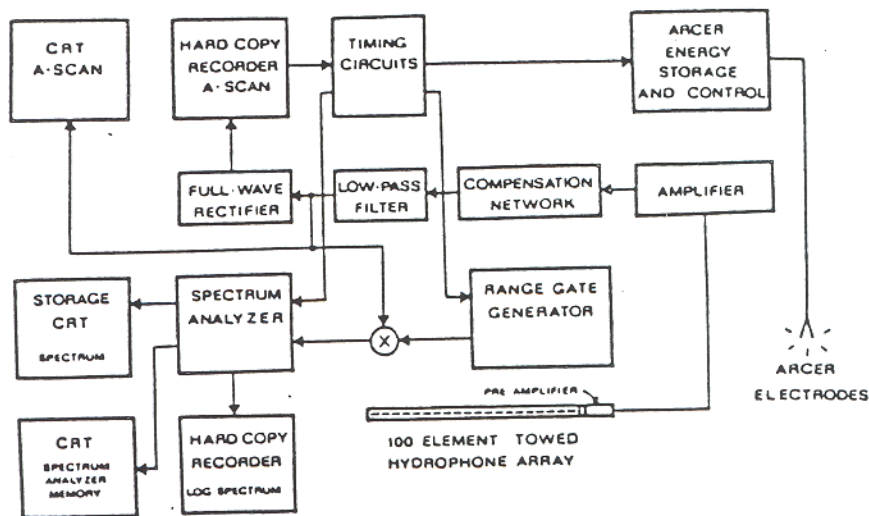 CRT
A-SCAN
HARD COPY
RECORDER
A-SCAN
TIMING
CIRCUITS
ARCER
ENERGY
STORAGE
AND CONTROL
FULL-WAVE
RECTIFIER
LOW-PASS
FILTER
COMPENSATION
NETWORK
AMPLIFIER
STORAGE
CRT
SPECTRUM
SPECTRUM
ANALYZER
X
RANGE GATE
GENERATOR
ARCER
ELECTRODES
PRE AMPLIFIER
100 ELEMENT TOWED
HYDROPHONE ARRAY
CRT
SPECTRUM
ANALYZER
MEMORY
HARD COPY
RECORDER
LOG SPECTRUM